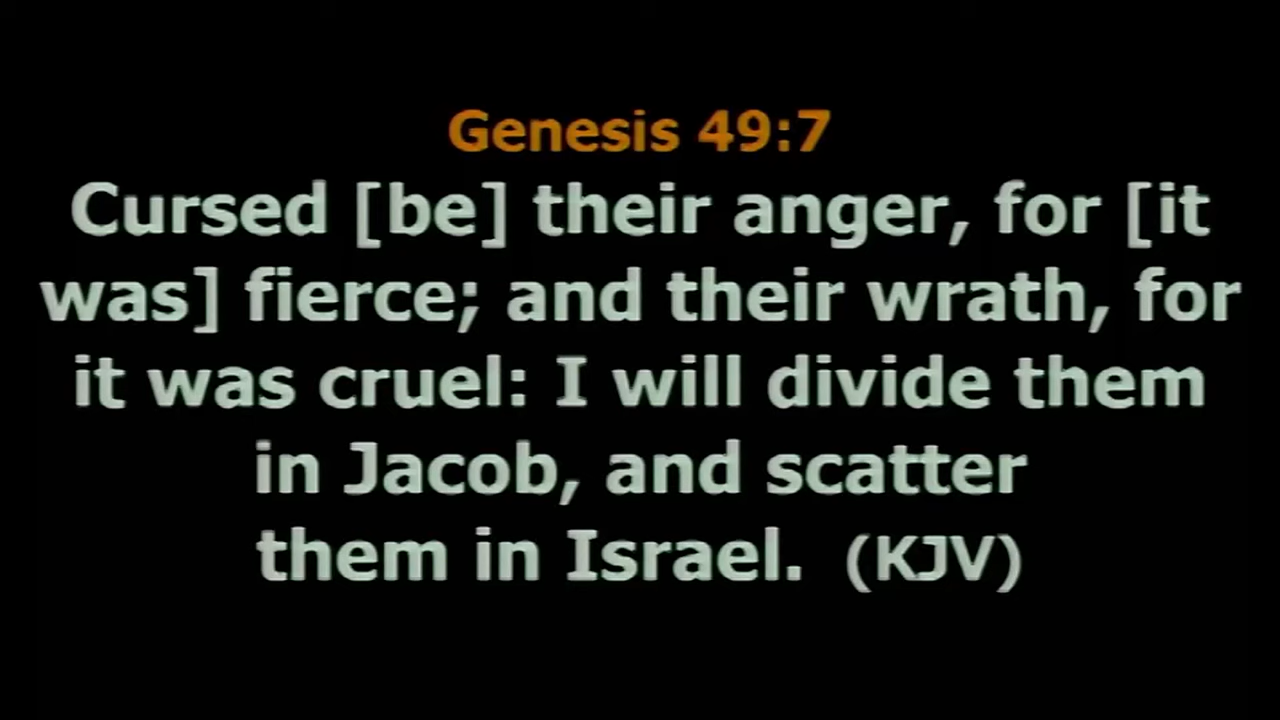 Genesis 49:7
Cursed [be] their anger, for [it
was] fierce; and their wrath, for
it was cruel: I will divide them
in Jacob, and scatter
them in Israel.  (KJV)